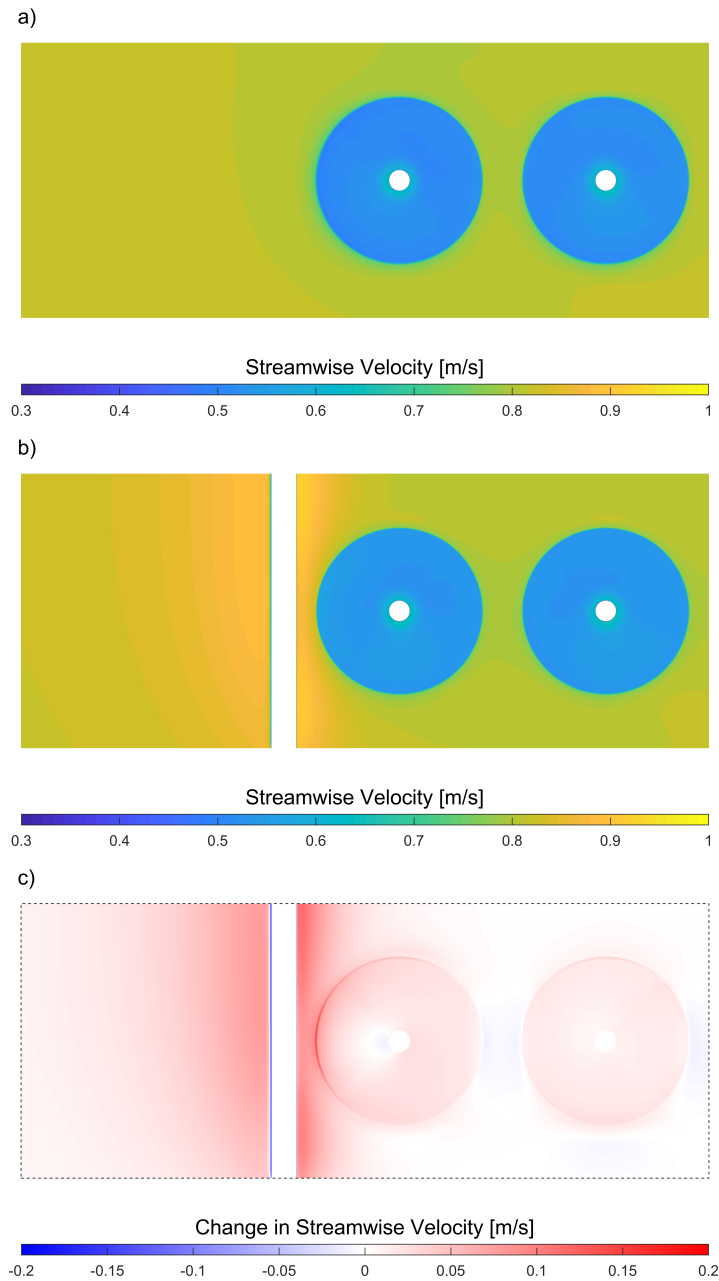 a)
Streamwise Velocity [m/s]
0.3 0.4 0.5 0.6 0.7 0.8 0.9 1
b)
Streamwise Velocity [m/s]
0.3 0.4 0.5 0.6 0.7 0.8 0.9 1
c)
Change in Streamwise Velocity [m/s]
-0.2 -0.15 -0.1 -0.05 0 0.05 0.1 0.15 0.2